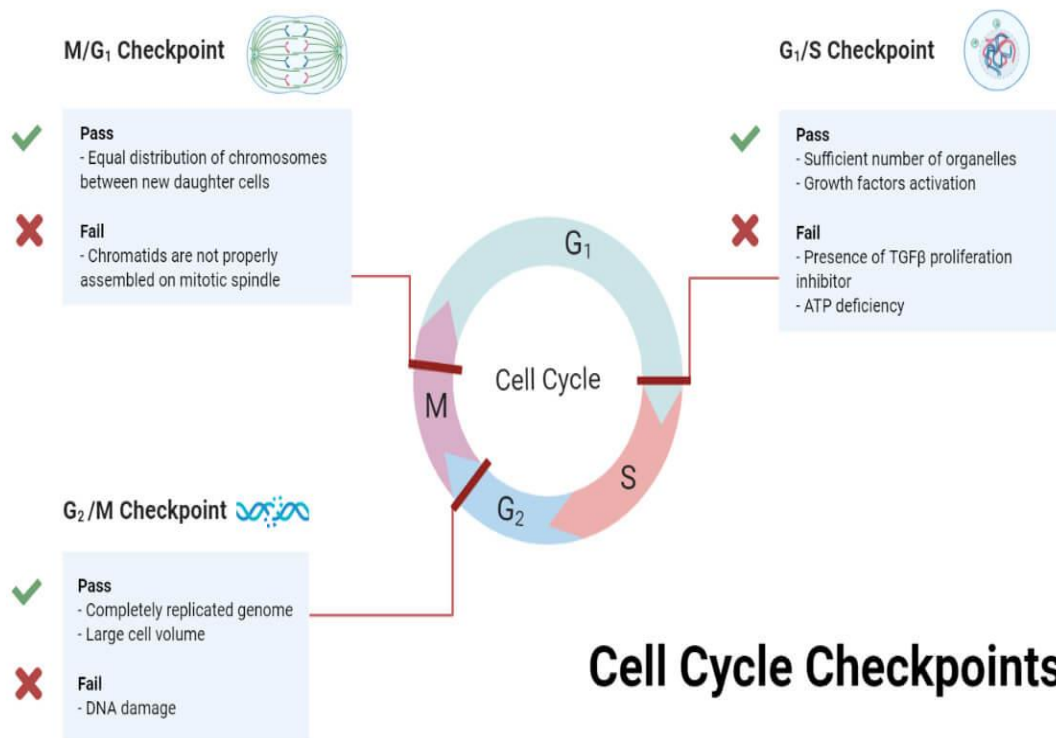 M/G₁ Checkpoint
Pass
- Equal distribution of chromosomes
between new daughter cells
Fail
- Chromatids are not properly
assembled on mitotic spindle
G₁/S Checkpoint
Pass
- Sufficient number of organelles
- Growth factors activation
Fail
- Presence of TGFβ proliferation
inhibitor
- ATP deficiency
G₁
Cell Cycle
M
S
G₂
G₂/M Checkpoint
Pass
- Completely replicated genome
- Large cell volume
Fail
- DNA damage
Cell Cycle Checkpoints